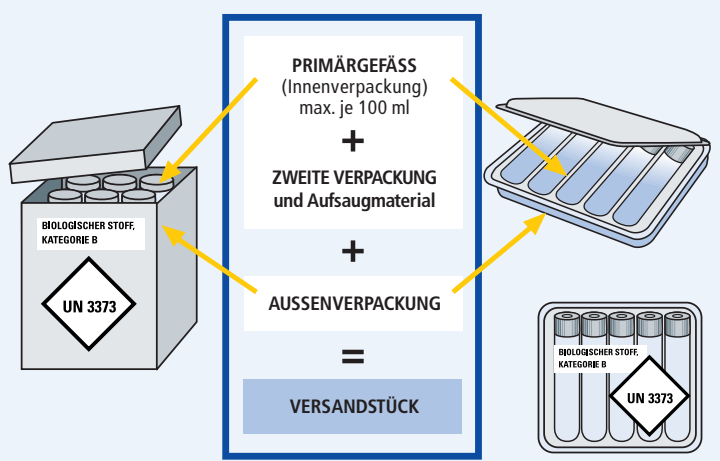 PRIMÄRGEFÄSS
(Innenverpackung)
max. je 100 ml
+
ZWEITE VERPACKUNG
und Aufsaugmaterial
+
AUSSENVERPACKUNG
=
VERSANDSTÜCK
BIOLOGISCHER STOFF,
KATEGORIE B
UN 3373
BIOLOGISCHER STOFF,
KATEGORIE B
UN 3373